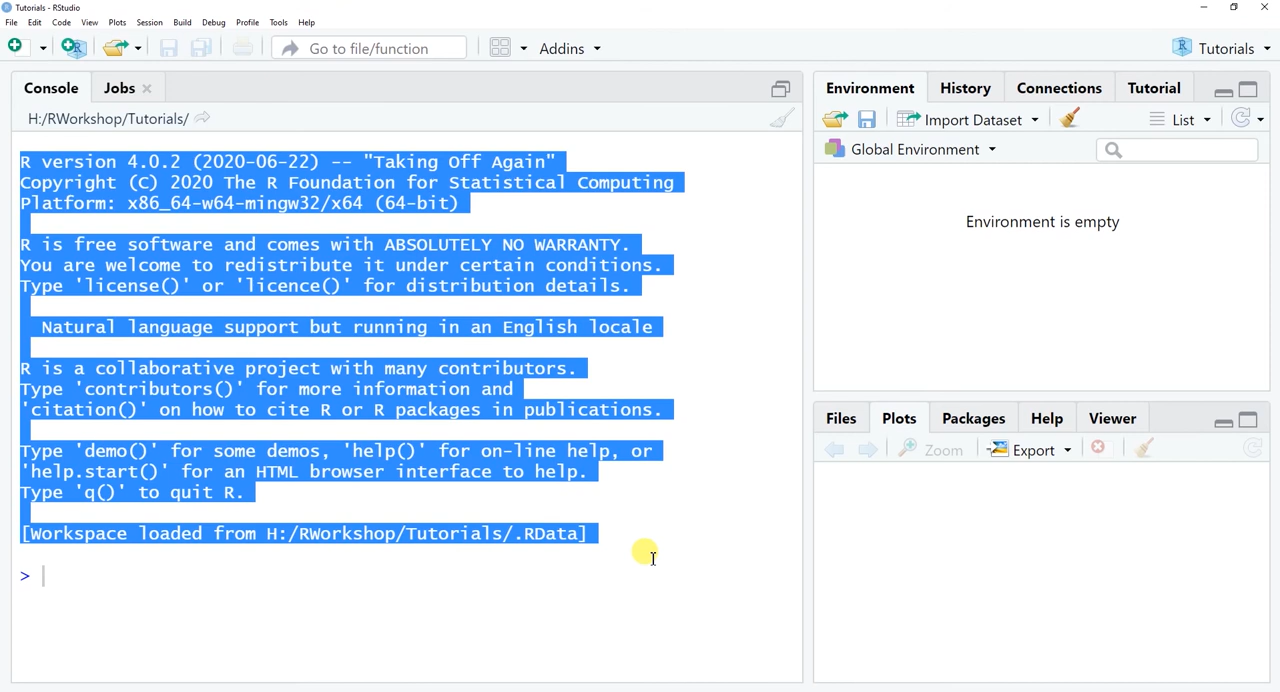 Tutorials - RStudio
File Edit Code View Plots Session Build Debug Profile Tools Help
Go to file/function Addins Tutorials
Console Jobs
H:/RWorkshop/Tutorials/
R version 4.0.2 (2020-06-22) -- "Taking Off Again"
Copyright (C) 2020 The R Foundation for Statistical Computing
Platform: x86_64-w64-mingw32/x64 (64-bit)
R is free software and comes with ABSOLUTELY NO WARRANTY.
You are welcome to redistribute it under certain conditions.
Type 'license()' or 'licence()' for distribution details.
Natural language support but running in an English locale
R is a collaborative project with many contributors.
Type 'contributors()' for more information and
'citation()' on how to cite R or R packages in publications.
Type 'demo()' for some demos, 'help()' for on-line help, or
'help.start()' for an HTML browser interface to help.
Type 'q()' to quit R.
[Workspace loaded from H:/RWorkshop/Tutorials/.RData]
>
Environment History Connections Tutorial
Import Dataset List
Global Environment
Environment is empty
Files Plots Packages Help Viewer
Zoom Export